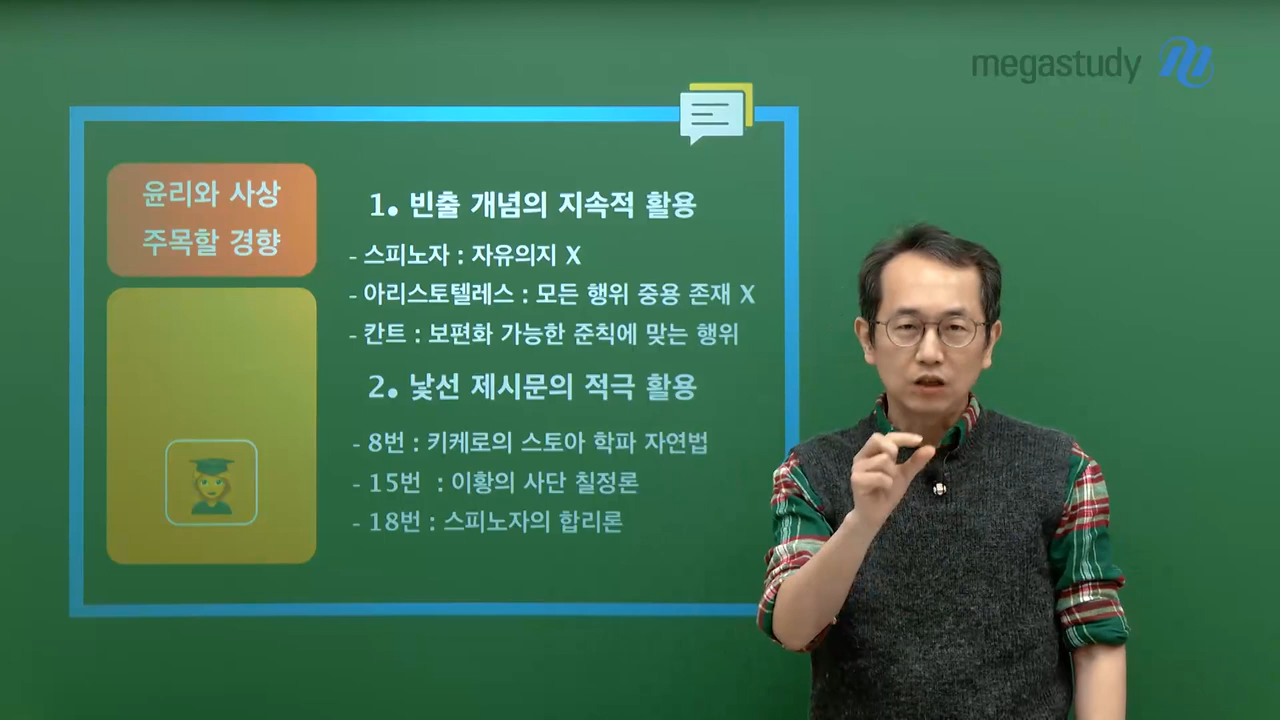 megastudy
윤리와 사상
주목할 경향
1. 빈출 개념의 지속적 활용
- 스피노자 : 자유의지 X
- 아리스토텔레스 : 모든 행위 중용 존재 X
- 칸트 : 보편화 가능한 준칙에 맞는 행위
2. 낯선 제시문의 적극 활용
- 8번 : 키케로의 스토아 학파 자연법
- 15번 : 이황의 사단 칠정론
- 18번 : 스피노자의 합리론